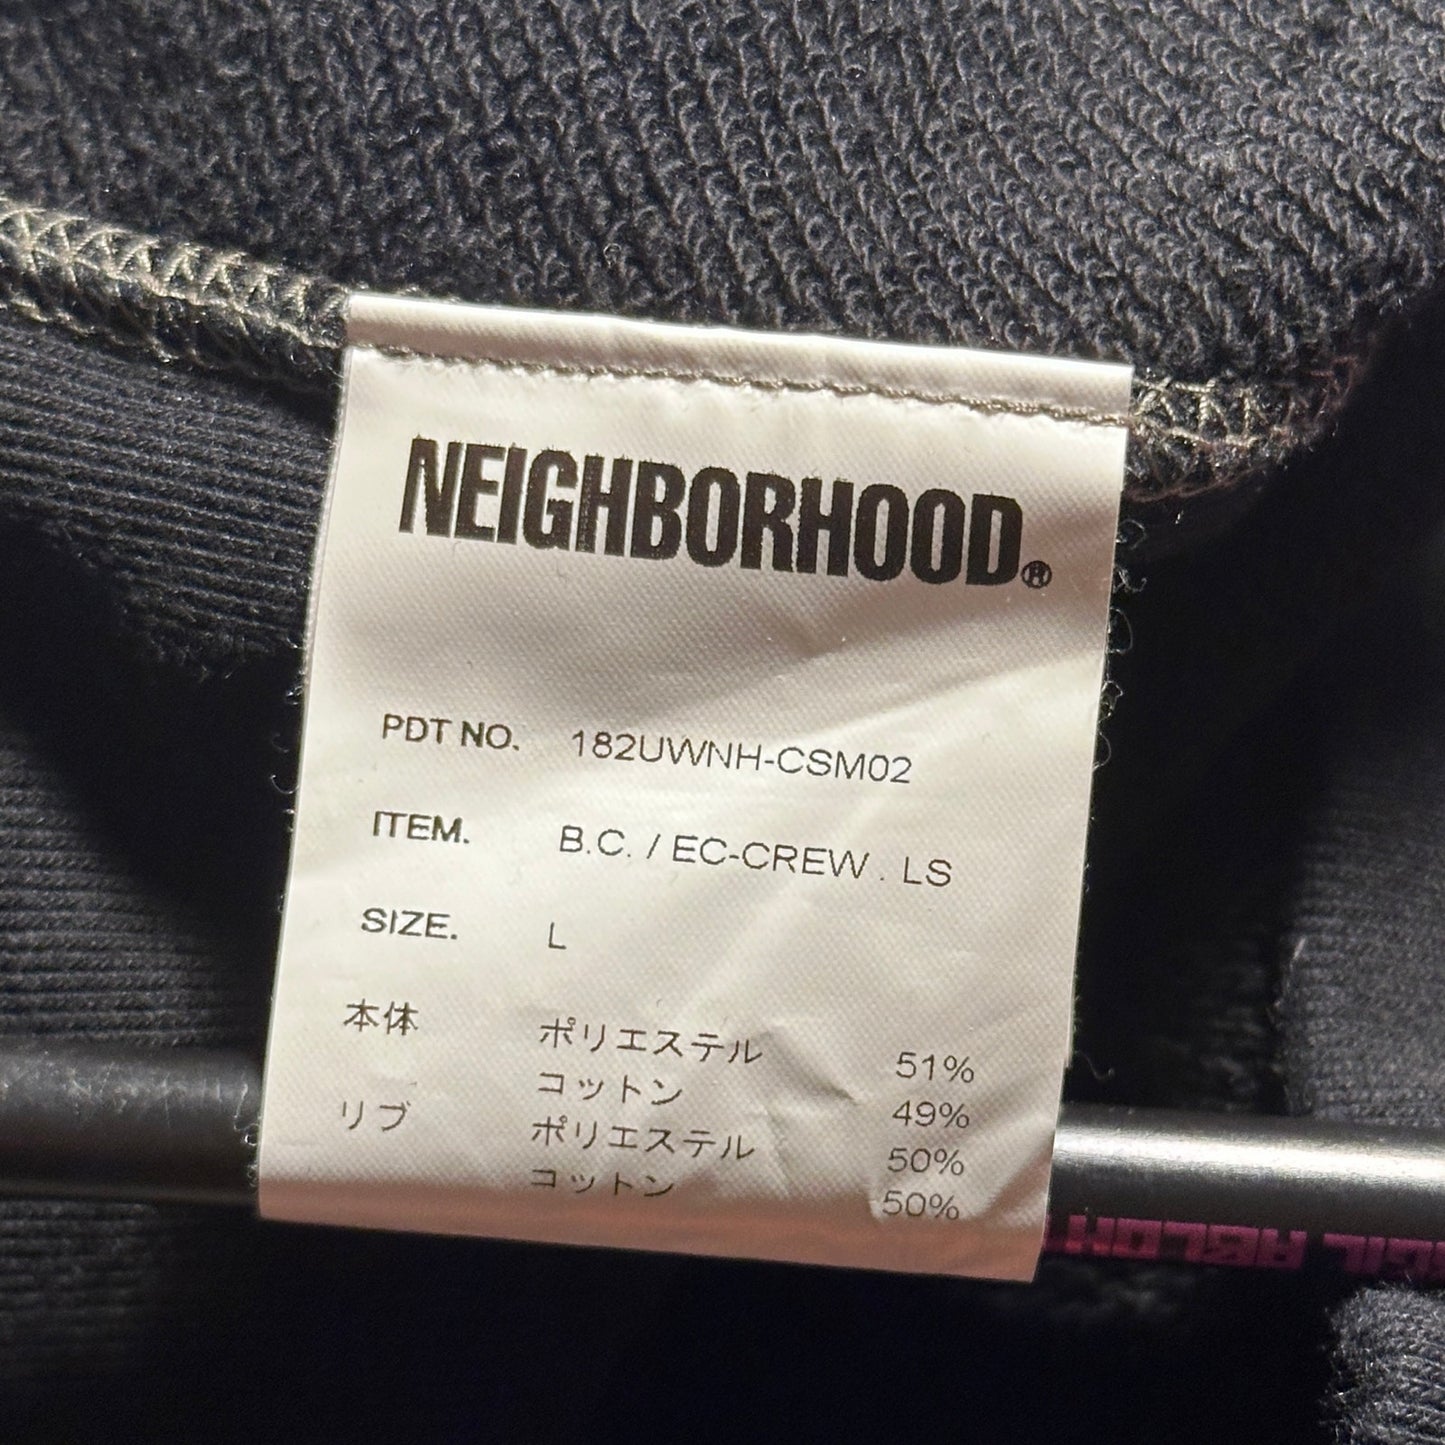 NEIGHBORHOOD®
PDT NO. 182UWNH-CSM02
ITEM. B.C. / EC-CREW . LS
SIZE. L
本体 ポリエステル 51%
コットン 49%
リブ ポリエステル 50%
コットン 50%